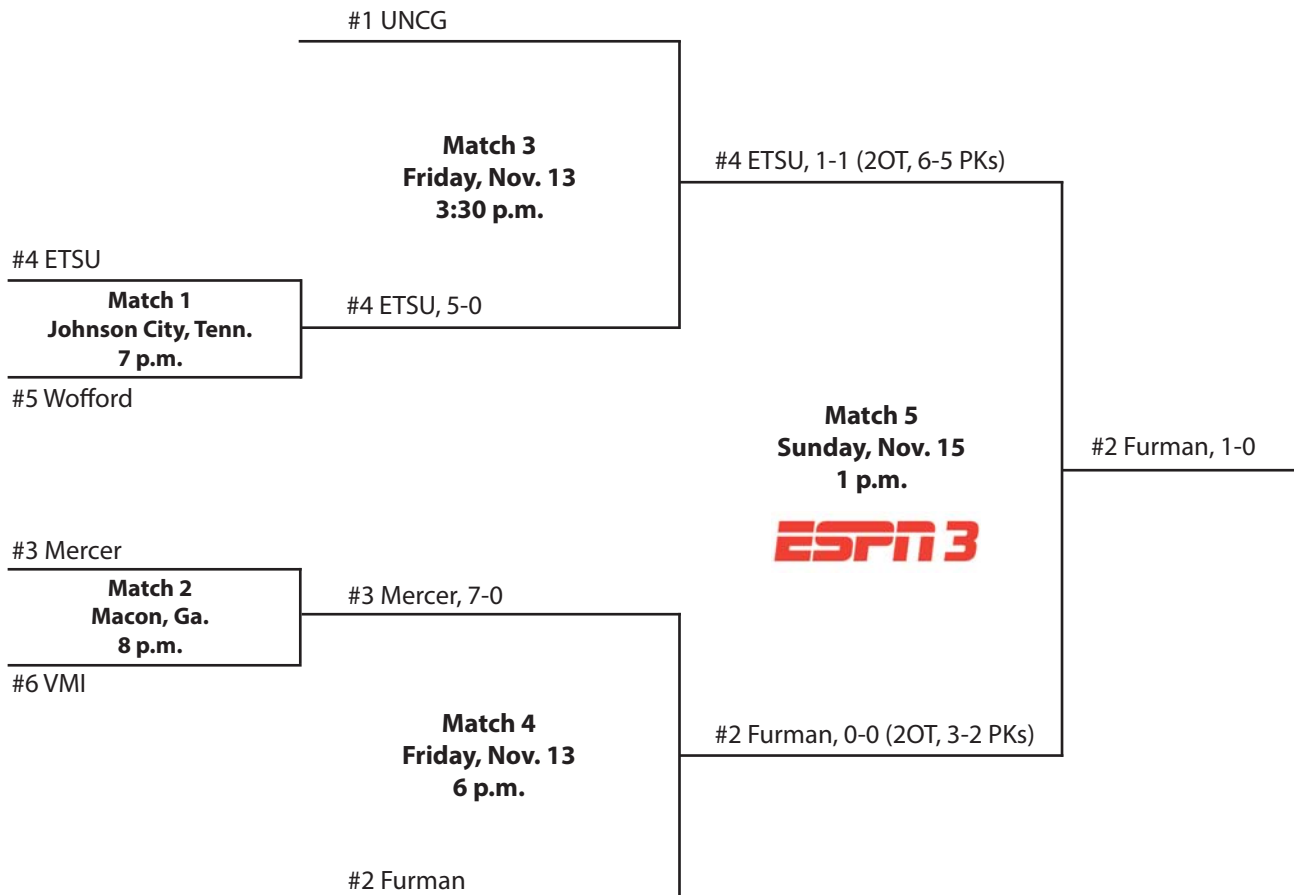 #1 UNCG
Match 3
Friday, Nov. 13
3:30 p.m.
#4 ETSU, 1-1 (2OT, 6-5 PKs)
#4 ETSU
Match 1
Johnson City, Tenn.
7 p.m.
#4 ETSU, 5-0
#5 Wofford
Match 5
Sunday, Nov. 15
1 p.m.
ESPN 3
#2 Furman, 1-0
#3 Mercer
Match 2
Macon, Ga.
8 p.m.
#3 Mercer, 7-0
#6 VMI
Match 4
Friday, Nov. 13
6 p.m.
#2 Furman, 0-0 (2OT, 3-2 PKs)
#2 Furman